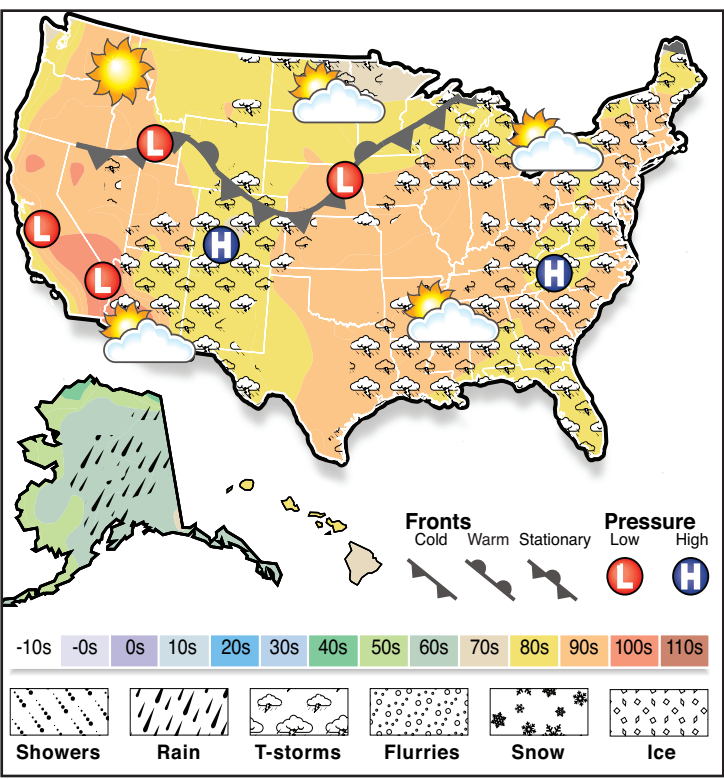 L
L
L
H
L
H
L
Fronts
Cold Warm Stationary
Pressure
Low High
L H
-10s -0s 0s 10s 20s 30s 40s 50s 60s 70s 80s 90s 100s 110s
Showers Rain T-storms Flurries Snow Ice